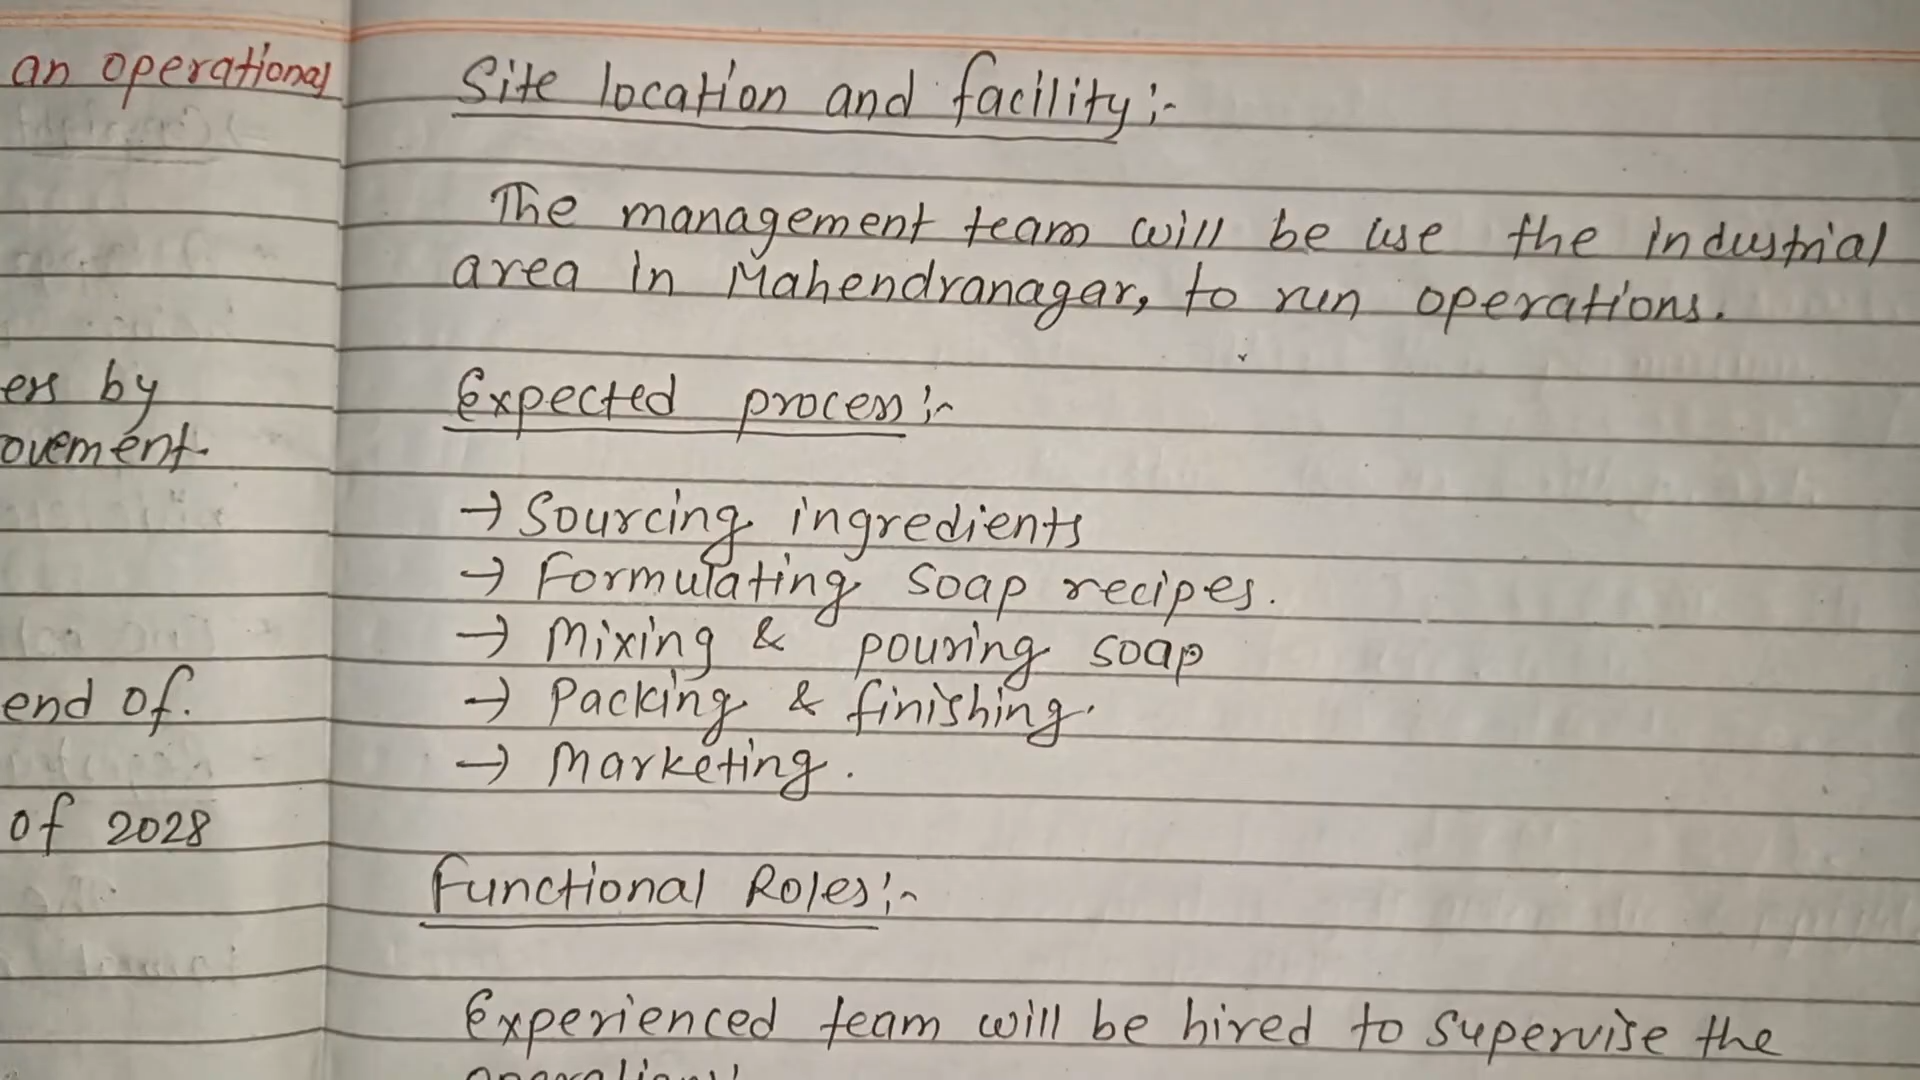 an operational
ers by
ovement.
end of.
of 2028
Site location and facility:-
The management team will be use the industrial
area in Mahendranagar, to run operations.
Expected process:-
→ Sourcing ingredients
→ Formulating soap recipes.
→ Mixing & pouring soap
→ Packing & finishing.
→ Marketing.
Functional Roles:-
Experienced team will be hired to supervise the